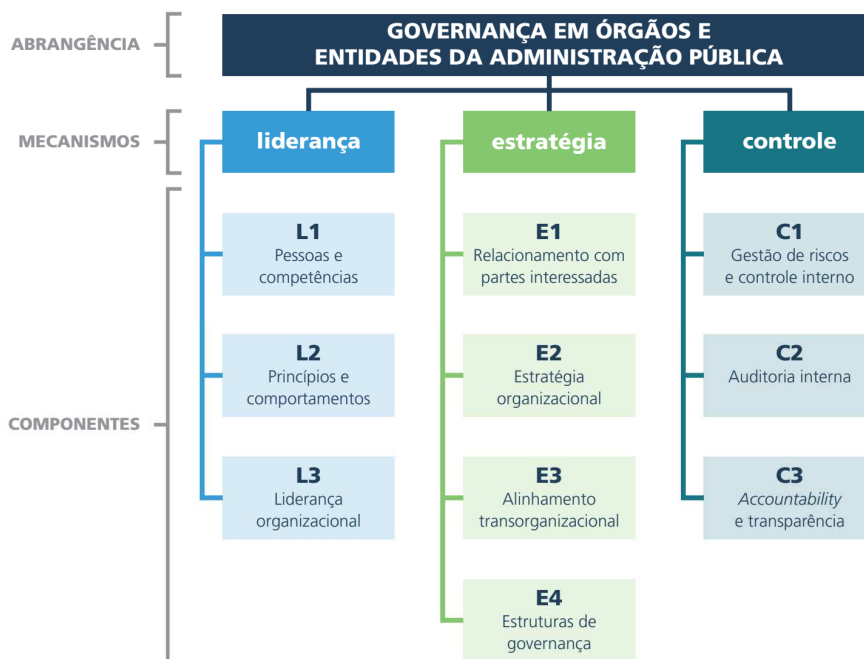 ABRANGÊNCIA
GOVERNANÇA EM ÓRGÃOS E
ENTIDADES DA ADMINISTRAÇÃO PÚBLICA
MECANISMOS
liderança
estratégia
controle
COMPONENTES
L1
Pessoas e
competências
L2
Princípios e
comportamentos
L3
Liderança
organizacional
E1
Relacionamento com
partes interessadas
E2
Estratégia
organizacional
E3
Alinhamento
transorganizacional
E4
Estruturas de
governança
C1
Gestão de riscos
e controle interno
C2
Auditoria interna
C3
Accountability
e transparência